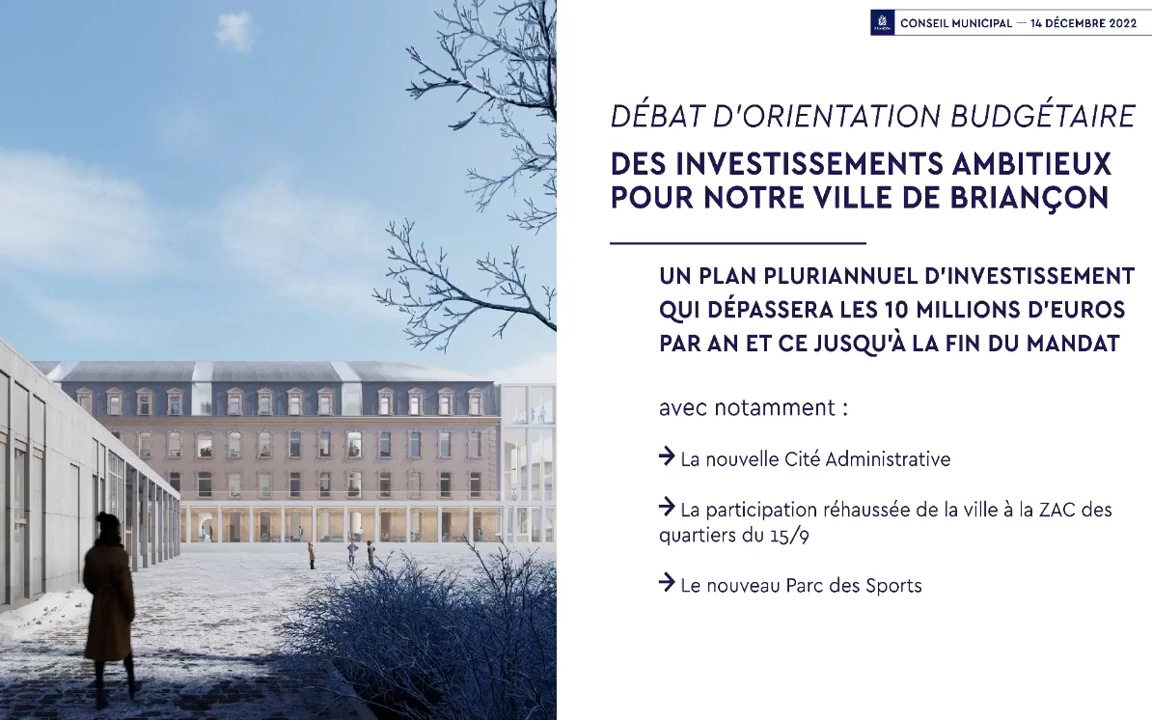 CONSEIL MUNICIPAL — 14 DÉCEMBRE 2022
DÉBAT D'ORIENTATION BUDGÉTAIRE
DES INVESTISSEMENTS AMBITIEUX
POUR NOTRE VILLE DE BRIANÇON
UN PLAN PLURIANNUEL D'INVESTISSEMENT
QUI DÉPASSERA LES 10 MILLIONS D'EUROS
PAR AN ET CE JUSQU'À LA FIN DU MANDAT
avec notamment :
→ La nouvelle Cité Administrative
→ La participation réhaussée de la ville à la ZAC des
quartiers du 15/9
→ Le nouveau Parc des Sports